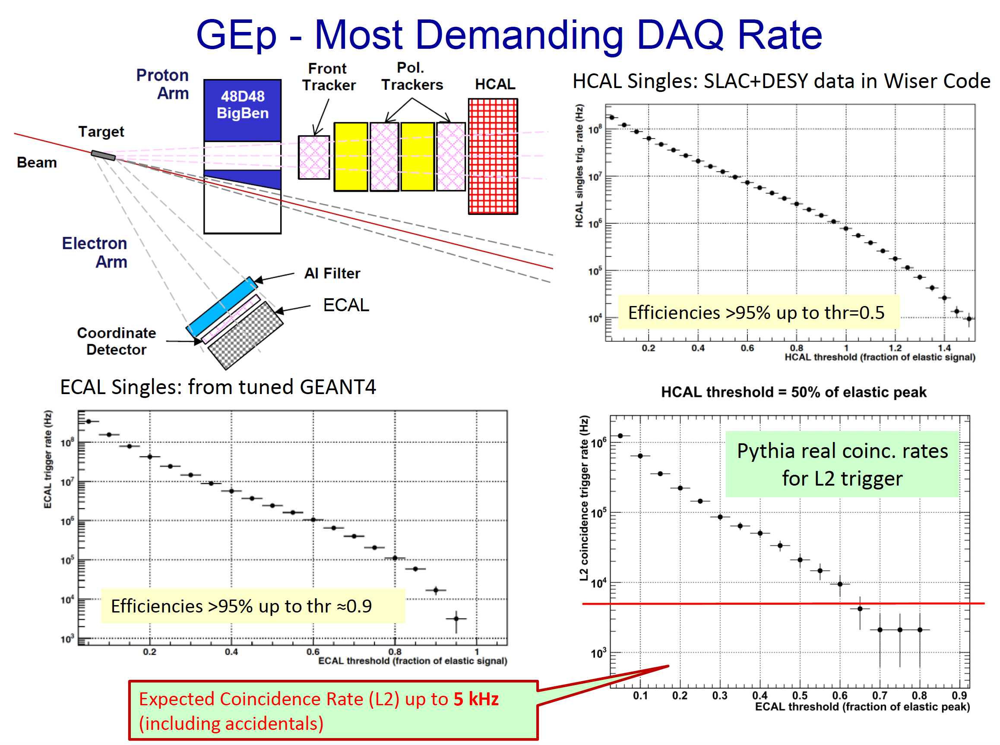 GEp - Most Demanding DAQ Rate
Proton
Arm
48D48
BigBen
Front
Tracker
Pol.
Trackers
HCAL
Target
Beam
Electron
Arm
Al Filter
ECAL
Coordinate
Detector
HCAL Singles: SLAC+DESY data in Wiser Code
HCAL singles trig. rate (Hz)
10⁸
10⁷
10⁶
10⁵
10⁴
Efficiencies >95% up to thr=0.5
0.2 0.4 0.6 0.8 1 1.2 1.4
HCAL threshold (fraction of elastic signal)
ECAL Singles: from tuned GEANT4
ECAL trigger rate (Hz)
10⁸
10⁷
10⁶
10⁵
10⁴
10³
Efficiencies >95% up to thr ≈0.9
0.2 0.4 0.6 0.8 1
ECAL threshold (fraction of elastic signal)
HCAL threshold = 50% of elastic peak
L2 coincidence trigger rate (Hz)
10⁶
10⁵
10⁴
10³
Pythia real coinc. rates
for L2 trigger
0.1 0.2 0.3 0.4 0.5 0.6 0.7 0.8 0.9
ECAL threshold (fraction of elastic peak)
Expected Coincidence Rate (L2) up to 5 kHz
(including accidentals)